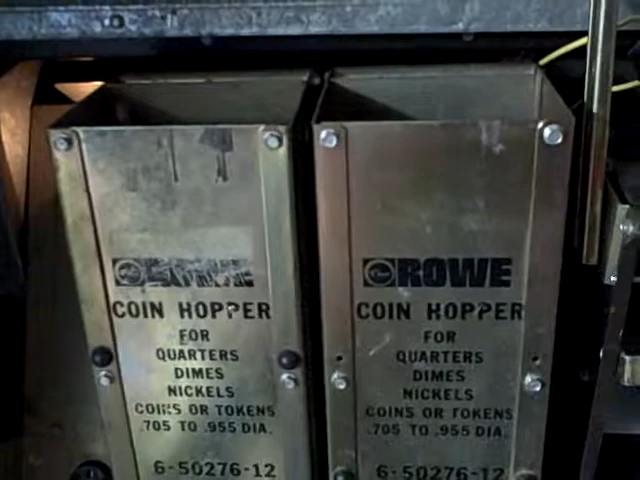 ROWE
COIN HOPPER
FOR
QUARTERS
DIMES
NICKELS
COINS OR TOKENS
.705 TO .955 DIA.
6-50276-12
ROWE
COIN HOPPER
FOR
QUARTERS
DIMES
NICKELS
COINS OR TOKENS
.705 TO .955 DIA.
6-50276-12